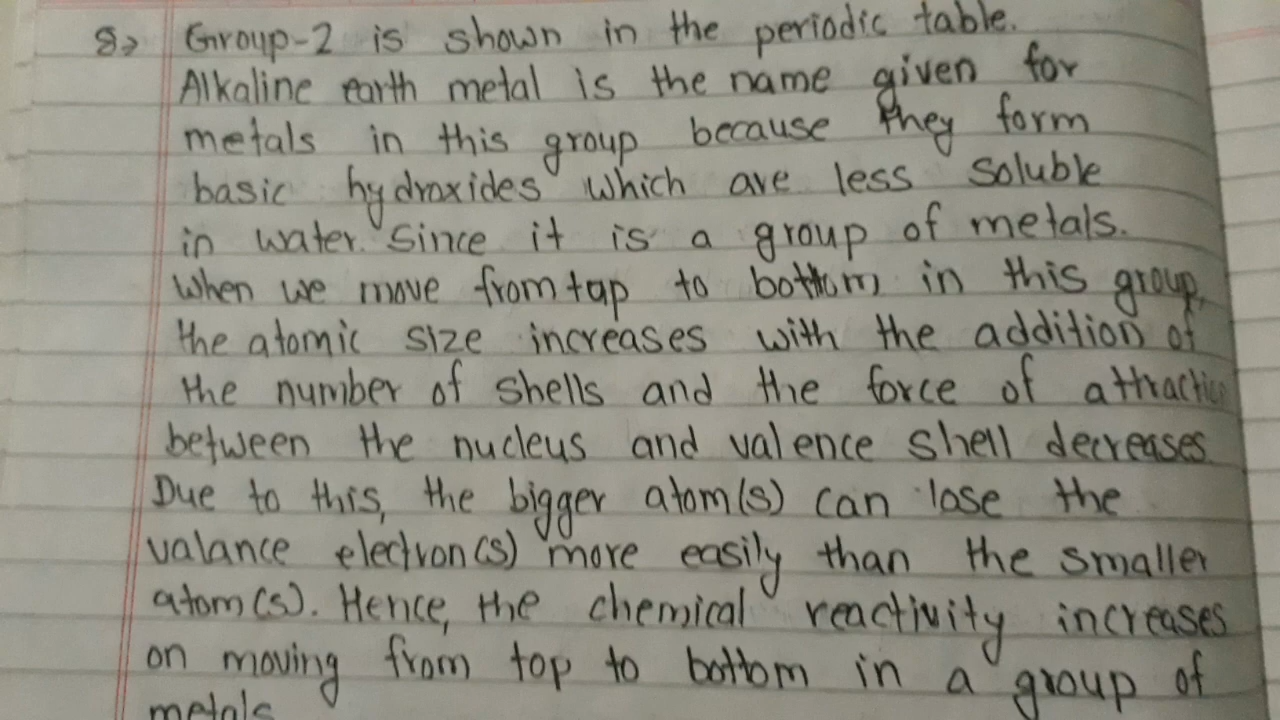 8> Group-2 is shown in the periodic table.
Alkaline earth metal is the name given for
metals in this group because they form
basic hydroxides which are less soluble
in water. Since it is a group of metals.
When we move from top to bottom in this group,
the atomic size increases with the addition of
the number of shells and the force of attraction
between the nucleus and valence shell decreases.
Due to this, the bigger atom(s) can lose the
valance electron(s) more easily than the smaller
atom(s). Hence, the chemical reactivity increases
on moving from top to bottom in a group of
metals